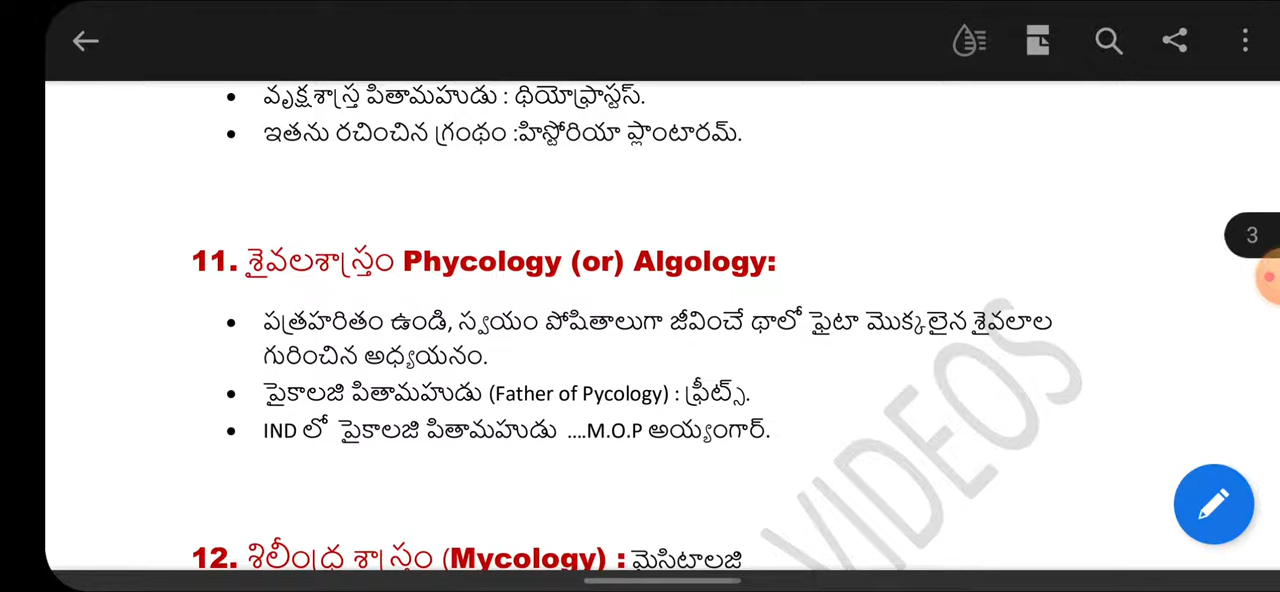 వృక్షశాస్త్ర పితామహుడు : థియోఫ్రాస్టస్.
ఇతను రచించిన గ్రంథం :హిస్టోరియా ప్లాంటారమ్.
3
11. శైవలశాస్త్రం Phycology (or) Algology:
పత్రహరితం ఉండి, స్వయం పోషితాలుగా జీవించే థాలో ఫైటా మొక్కలైన శైవలాల
గురించిన అధ్యయనం.
పైకాలజి పితామహుడు (Father of Pycology) : ఫ్రీట్స్.
IND లో పైకాలజి పితామహుడు ....M.O.P అయ్యంగార్.
VIDEOS
12. శిలీంధ్ర శాస్త్రం (Mycology) : మైసిటాలజి